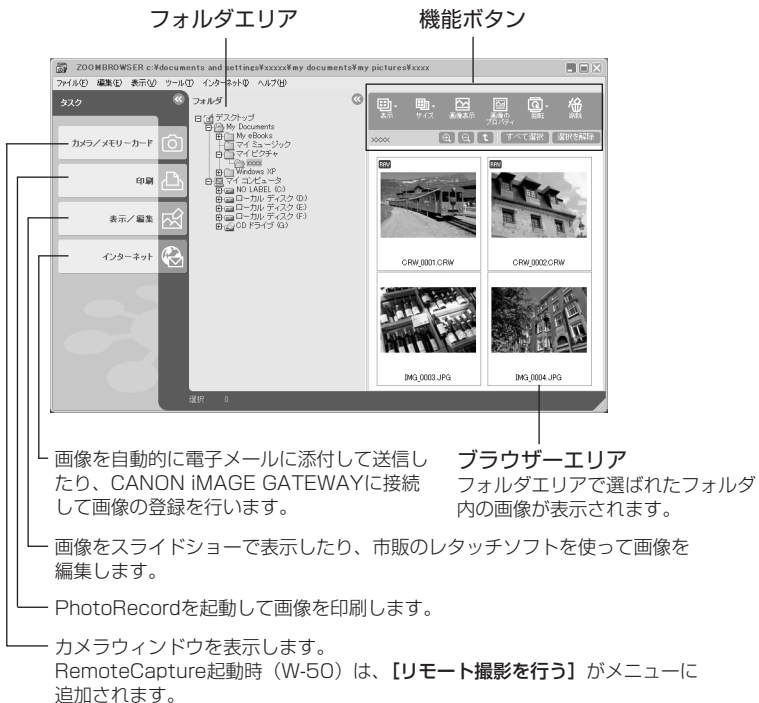 フォルダエリア
機能ボタン
ZOOMBROWSER c:¥documents and settings¥xxxxx¥my documents¥my pictures¥xxxx
ファイル(F) 編集(E) 表示(V) ツール(T) インターネット(I) ヘルプ(H)
タスク
カメラ／メモリーカード
印刷
表示／編集
インターネット
フォルダ
デスクトップ
My Documents
My eBooks
マイ ミュージック
マイ ピクチャ
xxxx
Windows XP
マイ コンピュータ
NO LABEL (C:)
ローカル ディスク (D:)
ローカル ディスク (E:)
ローカル ディスク (F:)
CD ドライブ (G:)
表示 サイズ 画像表示 画像のプロパティ 回転 削除
xxxxx すべて選択 選択を解除
RAW
RAW
CRW_0001.CRW
CRW_0002.CRW
IMG_0003.JPG
IMG_0004.JPG
選択 0
画像を自動的に電子メールに添付して送信し
たり、CANON iMAGE GATEWAYに接続
して画像の登録を行います。
ブラウザーエリア
フォルダエリアで選ばれたフォルダ
内の画像が表示されます。
画像をスライドショーで表示したり、市販のレタッチソフトを使って画像を
編集します。
PhotoRecordを起動して画像を印刷します。
カメラウィンドウを表示します。
RemoteCapture起動時（W-50）は、［リモート撮影を行う］がメニューに
追加されます。